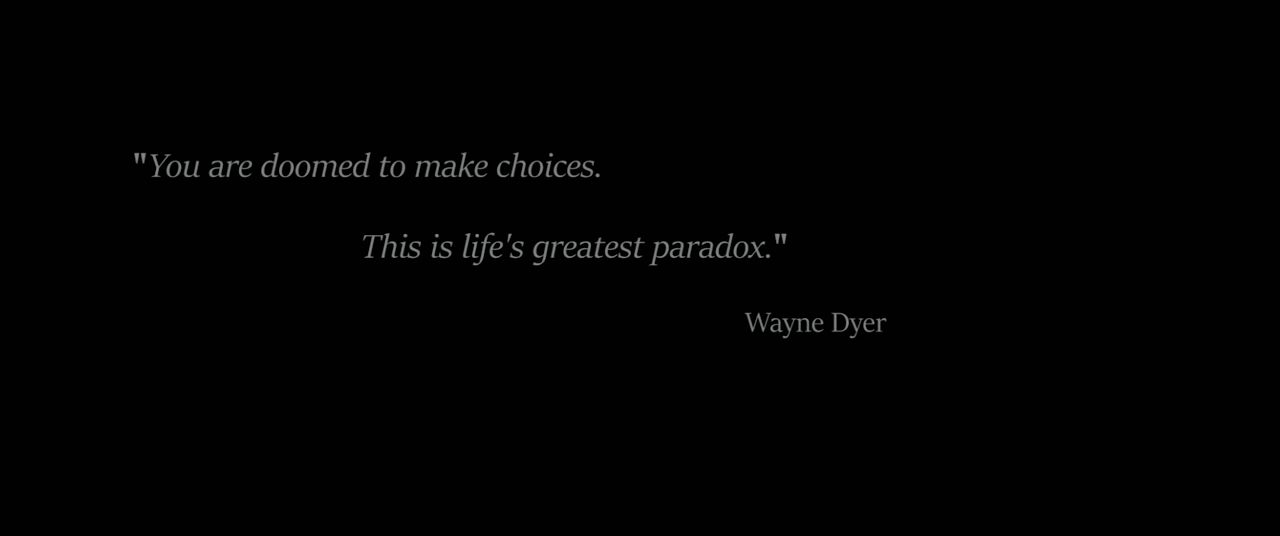 "You are doomed to make choices.
This is life's greatest paradox."
Wayne Dyer